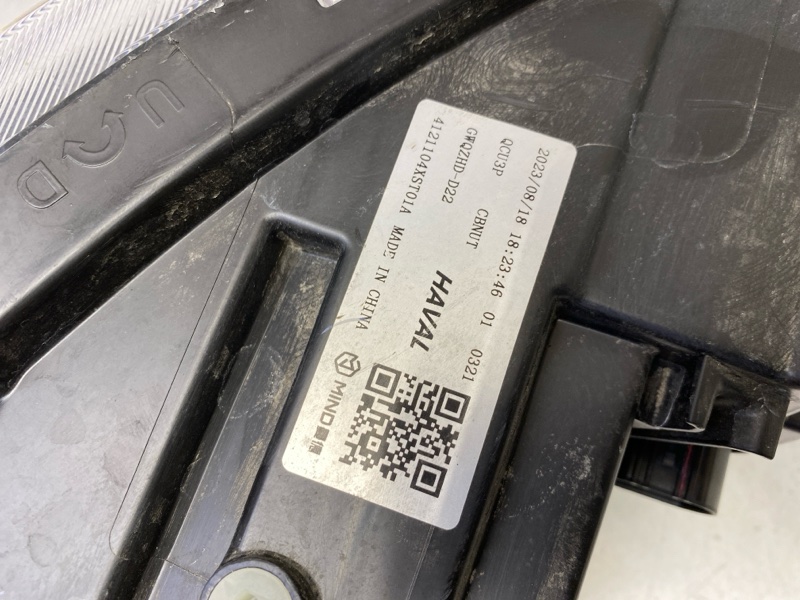 2023/08/18 18:23:46 01 0321
QCU3P CBNUT
GWQZHD-D22 HAVAL
4121104XST01A MADE IN CHINA
MIND
U D